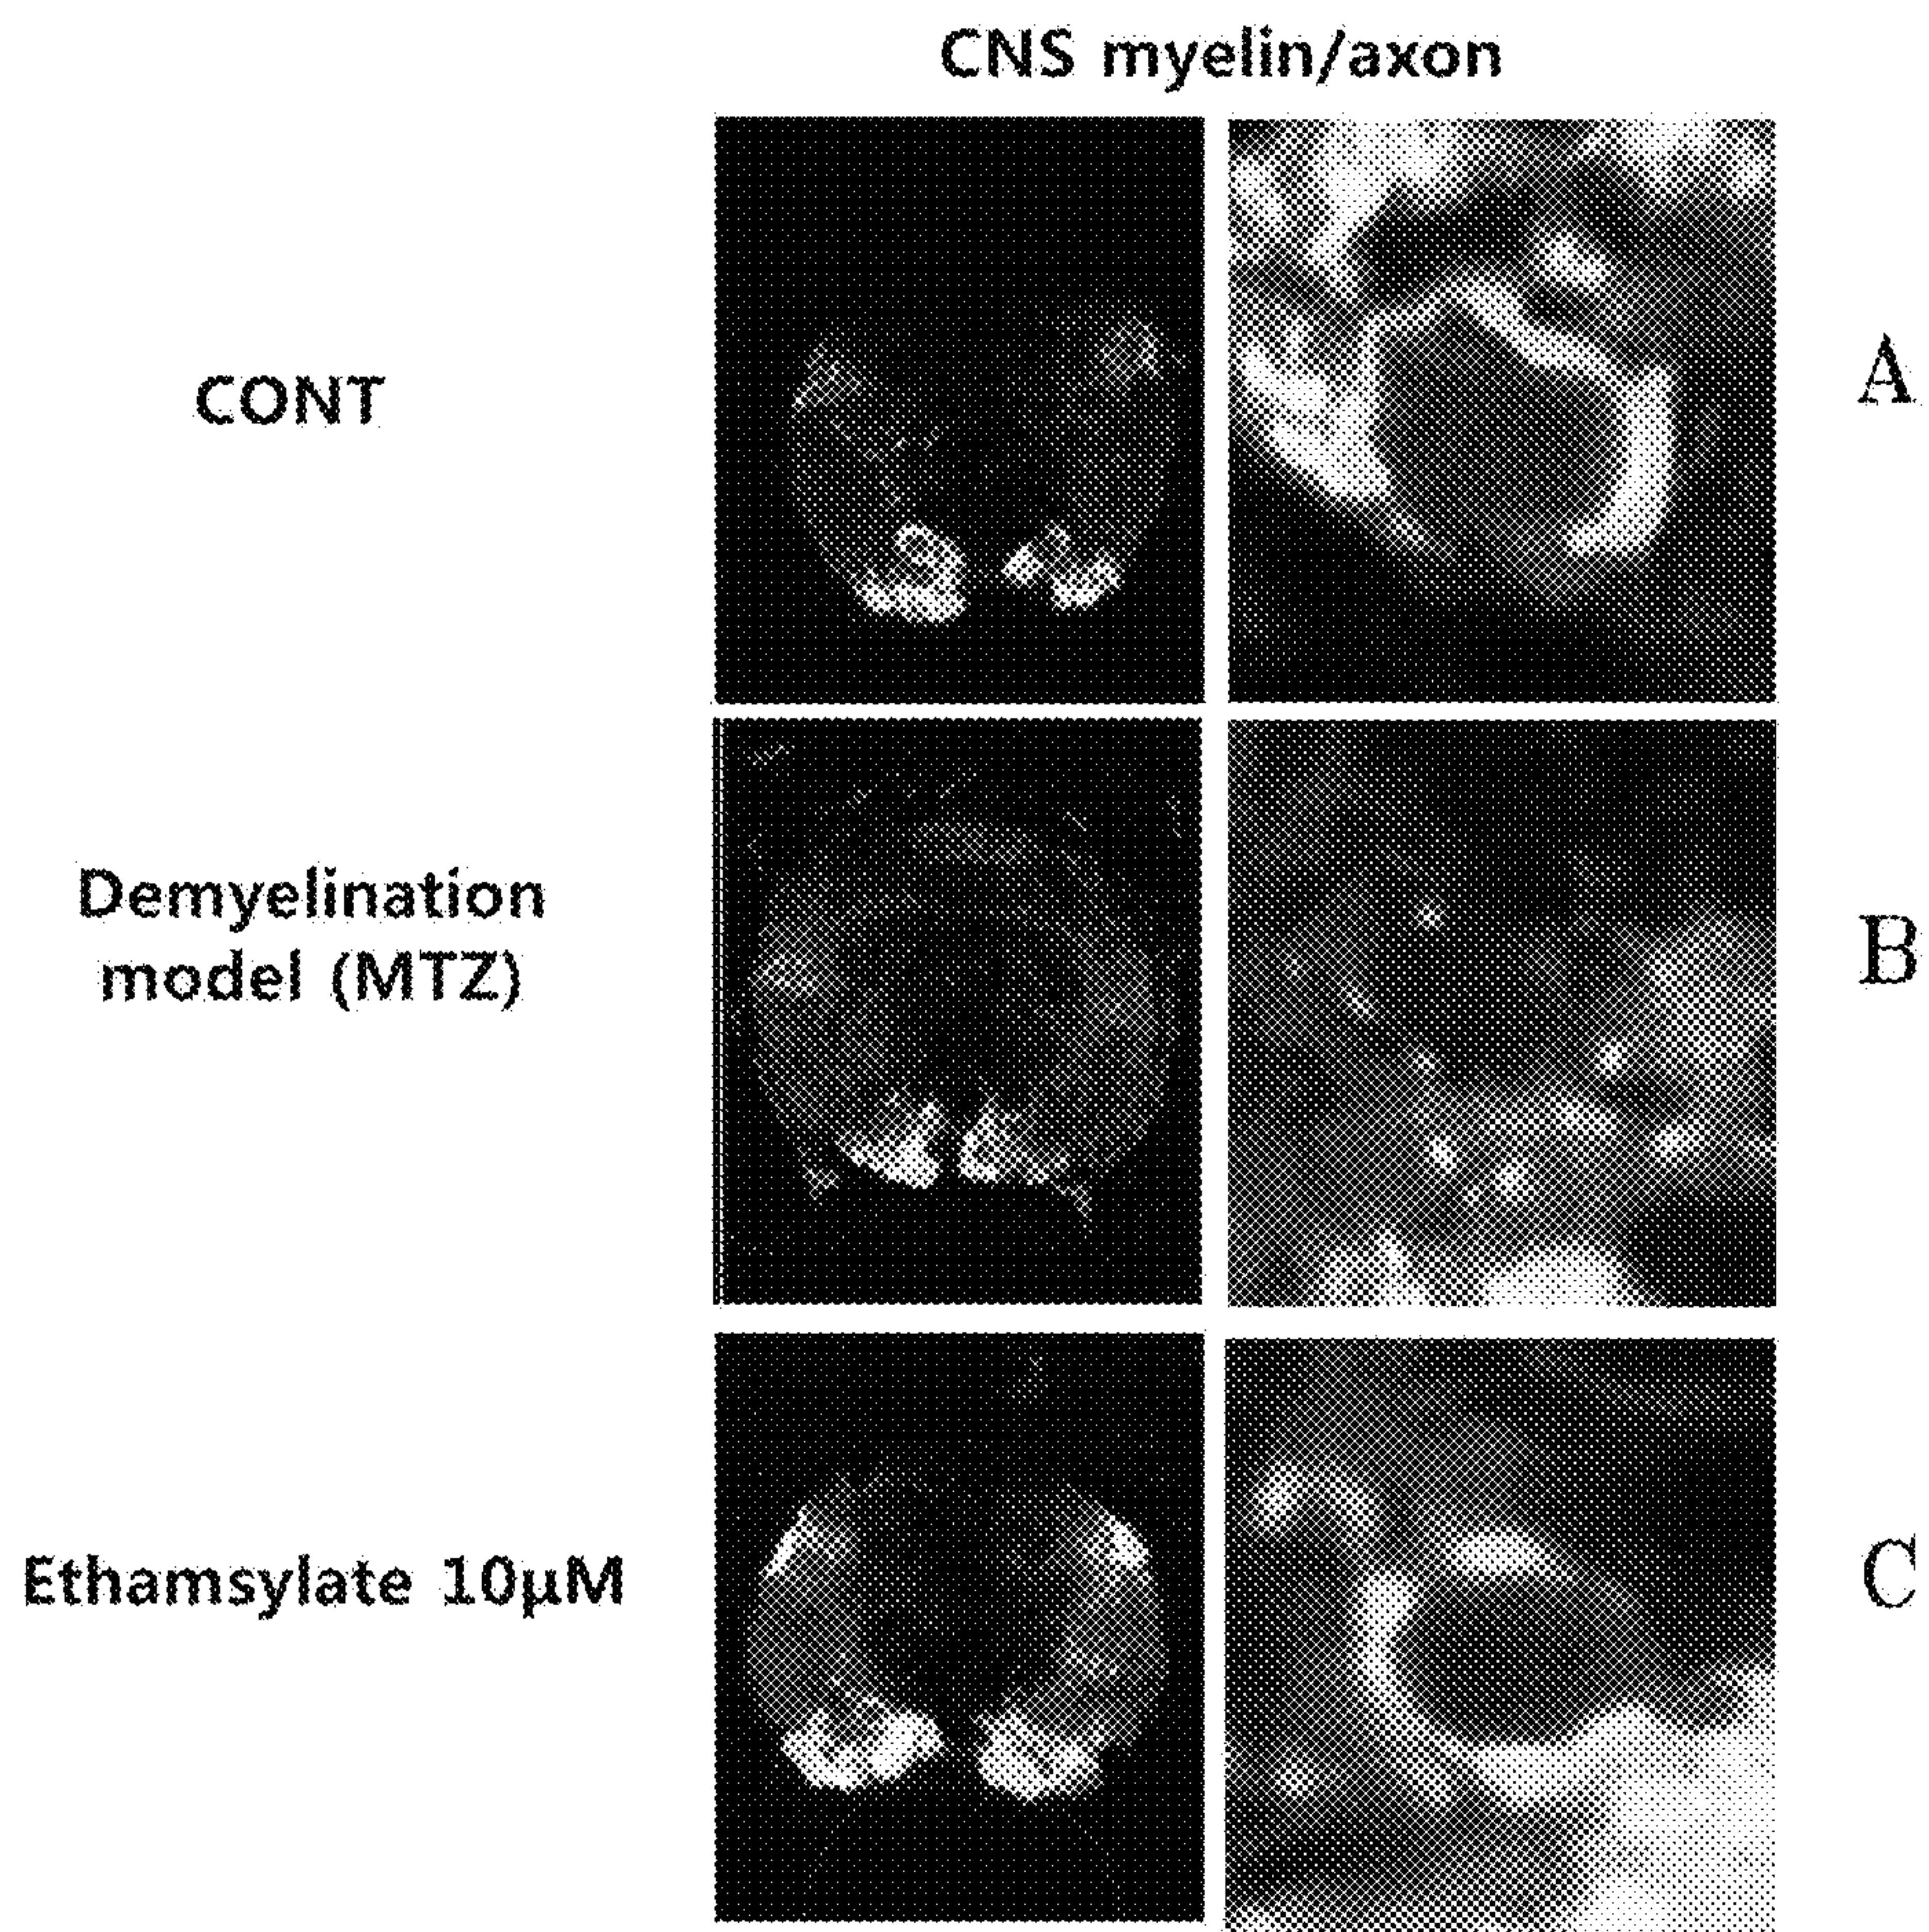 CNS myelin/axon
CONT
A
Demyelination
model (MTZ)
B
Ethamsylate 10μM
C